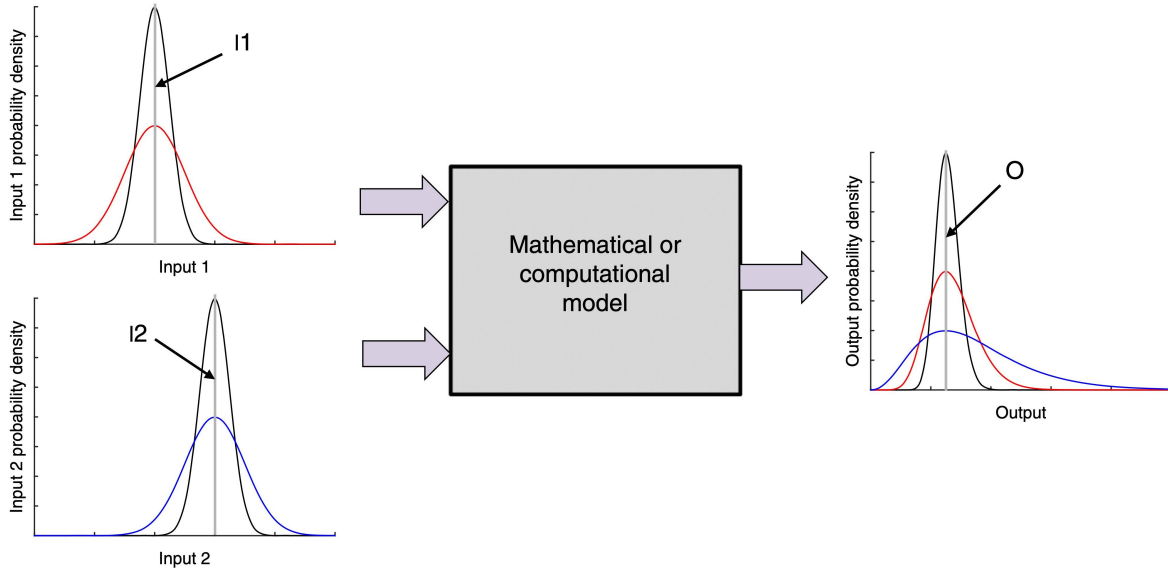 Input 1 probability density
I1
Input 1
Input 2 probability density
I2
Input 2
Mathematical or
computational
model
Output probability density
O
Output